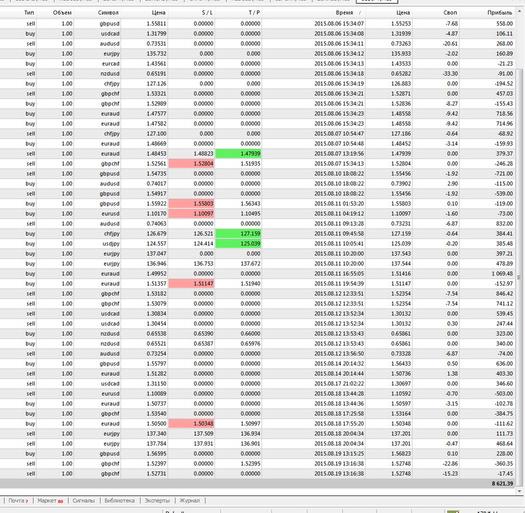 Тип Объем Символ Цена S / L T / P Время / Цена Своп Прибыль
sell 1.00 gbpusd 1.55811 0.00000 0.00000 2015.08.06 15:34:07 1.55253 -7.68 558.00
sell 1.00 usdcad 1.31799 0.00000 0.00000 2015.08.06 15:34:08 1.31939 -4.87 106.11
sell 1.00 audusd 0.73531 0.00000 0.00000 2015.08.06 15:34:11 0.73263 -20.61 268.00
buy 1.00 eurjpy 135.732 0.000 0.000 2015.08.06 15:34:12 135.933 -2.02 160.89
buy 1.00 eurcad 1.43561 0.00000 0.00000 2015.08.06 15:34:14 1.43533 0.00 -21.23
sell 1.00 nzdusd 0.65191 0.00000 0.00000 2015.08.06 15:34:18 0.65282 -33.30 -91.00
sell 1.00 chfjpy 126.883 0.000 0.000 2015.08.06 15:34:19 127.126 0.00 -194.52
sell 1.00 gbpchf 1.53321 0.00000 0.00000 2015.08.06 15:34:21 1.52871 0.00 457.03
sell 1.00 gbpchf 1.52989 0.00000 0.00000 2015.08.06 15:34:21 1.52836 -8.27 -155.43
buy 1.00 euraud 1.47577 0.00000 0.00000 2015.08.06 15:34:23 1.48558 -9.42 718.56
buy 1.00 euraud 1.47582 0.00000 0.00000 2015.08.06 15:34:23 1.48558 -9.42 714.96
sell 1.00 chfjpy 127.100 0.000 0.000 2015.08.07 10:54:47 127.186 -0.64 -68.92
buy 1.00 euraud 1.48669 0.00000 0.00000 2015.08.07 10:54:48 1.48452 -3.14 -159.93
sell 1.00 euraud 1.48453 1.48823 1.47939 2015.08.07 13:19:56 1.47939 0.00 379.37
sell 1.00 gbpchf 1.52561 1.52804 1.51935 2015.08.07 15:34:13 1.52804 0.00 -246.28
sell 1.00 gbpusd 1.54735 0.00000 0.00000 2015.08.10 18:08:22 1.55456 -1.92 -721.00
buy 1.00 audusd 0.74017 0.00000 0.00000 2015.08.10 18:08:22 0.73902 2.90 -115.00
sell 1.00 gbpusd 1.54917 0.00000 0.00000 2015.08.10 18:08:22 1.55456 -1.92 -539.00
buy 1.00 gbpusd 1.55922 1.55803 1.56343 2015.08.11 01:53:20 1.55803 0.10 -119.00
buy 1.00 eurusd 1.10170 1.10097 1.10495 2015.08.11 04:19:12 1.10097 -1.60 -73.00
sell 1.00 audusd 0.74063 0.00000 0.00000 2015.08.11 09:13:28 0.73231 -6.87 832.00
buy 1.00 chfjpy 126.679 126.521 127.159 2015.08.11 09:45:58 127.159 -0.64 384.41
buy 1.00 usdjpy 124.557 124.414 125.039 2015.08.11 10:05:41 125.039 -0.20 385.48
buy 1.00 eurjpy 137.047 0.000 0.000 2015.08.11 10:20:00 137.543 0.00 397.21
buy 1.00 eurjpy 136.946 136.753 137.672 2015.08.11 10:20:00 137.544 0.00 478.89
buy 1.00 euraud 1.49952 0.00000 0.00000 2015.08.11 16:55:05 1.51416 0.00 1 069.48
buy 1.00 euraud 1.51357 1.51147 1.51940 2015.08.11 19:54:39 1.51147 0.00 -152.97
sell 1.00 gbpchf 1.53182 0.00000 0.00000 2015.08.12 12:33:51 1.52354 -7.54 846.42
sell 1.00 gbpchf 1.53079 0.00000 0.00000 2015.08.12 12:33:51 1.52354 -7.54 741.12
sell 1.00 usdcad 1.30834 0.00000 0.00000 2015.08.12 12:33:52 1.30132 0.00 539.45
sell 1.00 usdcad 1.30454 0.00000 0.00000 2015.08.12 12:33:52 1.30132 0.30 247.44
buy 1.00 nzdusd 0.65538 0.65390 0.66000 2015.08.12 13:53:43 0.65861 0.00 323.00
buy 1.00 nzdusd 0.65521 0.65387 0.65976 2015.08.12 13:53:43 0.65861 0.00 340.00
sell 1.00 audusd 0.73254 0.00000 0.00000 2015.08.12 13:56:50 0.73328 -6.87 -74.00
buy 1.00 gbpusd 1.55797 0.00000 0.00000 2015.08.14 20:14:32 1.56433 0.50 636.00
sell 1.00 euraud 1.51282 0.00000 0.00000 2015.08.14 20:14:44 1.50736 1.38 403.30
sell 1.00 usdcad 1.31150 0.00000 0.00000 2015.08.17 21:02:22 1.30697 0.00 346.60
sell 1.00 eurusd 1.10089 0.00000 0.00000 2015.08.18 13:44:28 1.10592 -0.70 -503.00
buy 1.00 euraud 1.50737 0.00000 0.00000 2015.08.18 13:44:36 1.50597 -3.15 -102.78
sell 1.00 gbpchf 1.53540 0.00000 0.00000 2015.08.18 17:25:58 1.53164 0.00 -384.75
buy 1.00 euraud 1.50500 1.50348 1.50997 2015.08.18 17:55:20 1.50348 0.00 -111.62
sell 1.00 eurjpy 137.340 137.509 136.934 2015.08.18 20:04:34 137.201 0.00 111.73
sell 1.00 eurjpy 137.784 137.931 136.901 2015.08.18 20:04:34 137.201 -0.47 468.64
buy 1.00 gbpusd 1.56595 0.00000 0.00000 2015.08.19 13:15:25 1.56823 0.10 228.00
sell 1.00 gbpchf 1.52397 0.00000 1.52395 2015.08.19 13:16:38 1.52748 -22.86 -360.35
sell 1.00 gbpchf 1.52731 0.00000 0.00000 2015.08.19 13:16:38 1.52748 -15.23 -17.45
8 621.39
Почта 7 Маркет 80 Сигналы Библиотека Эксперты Журнал